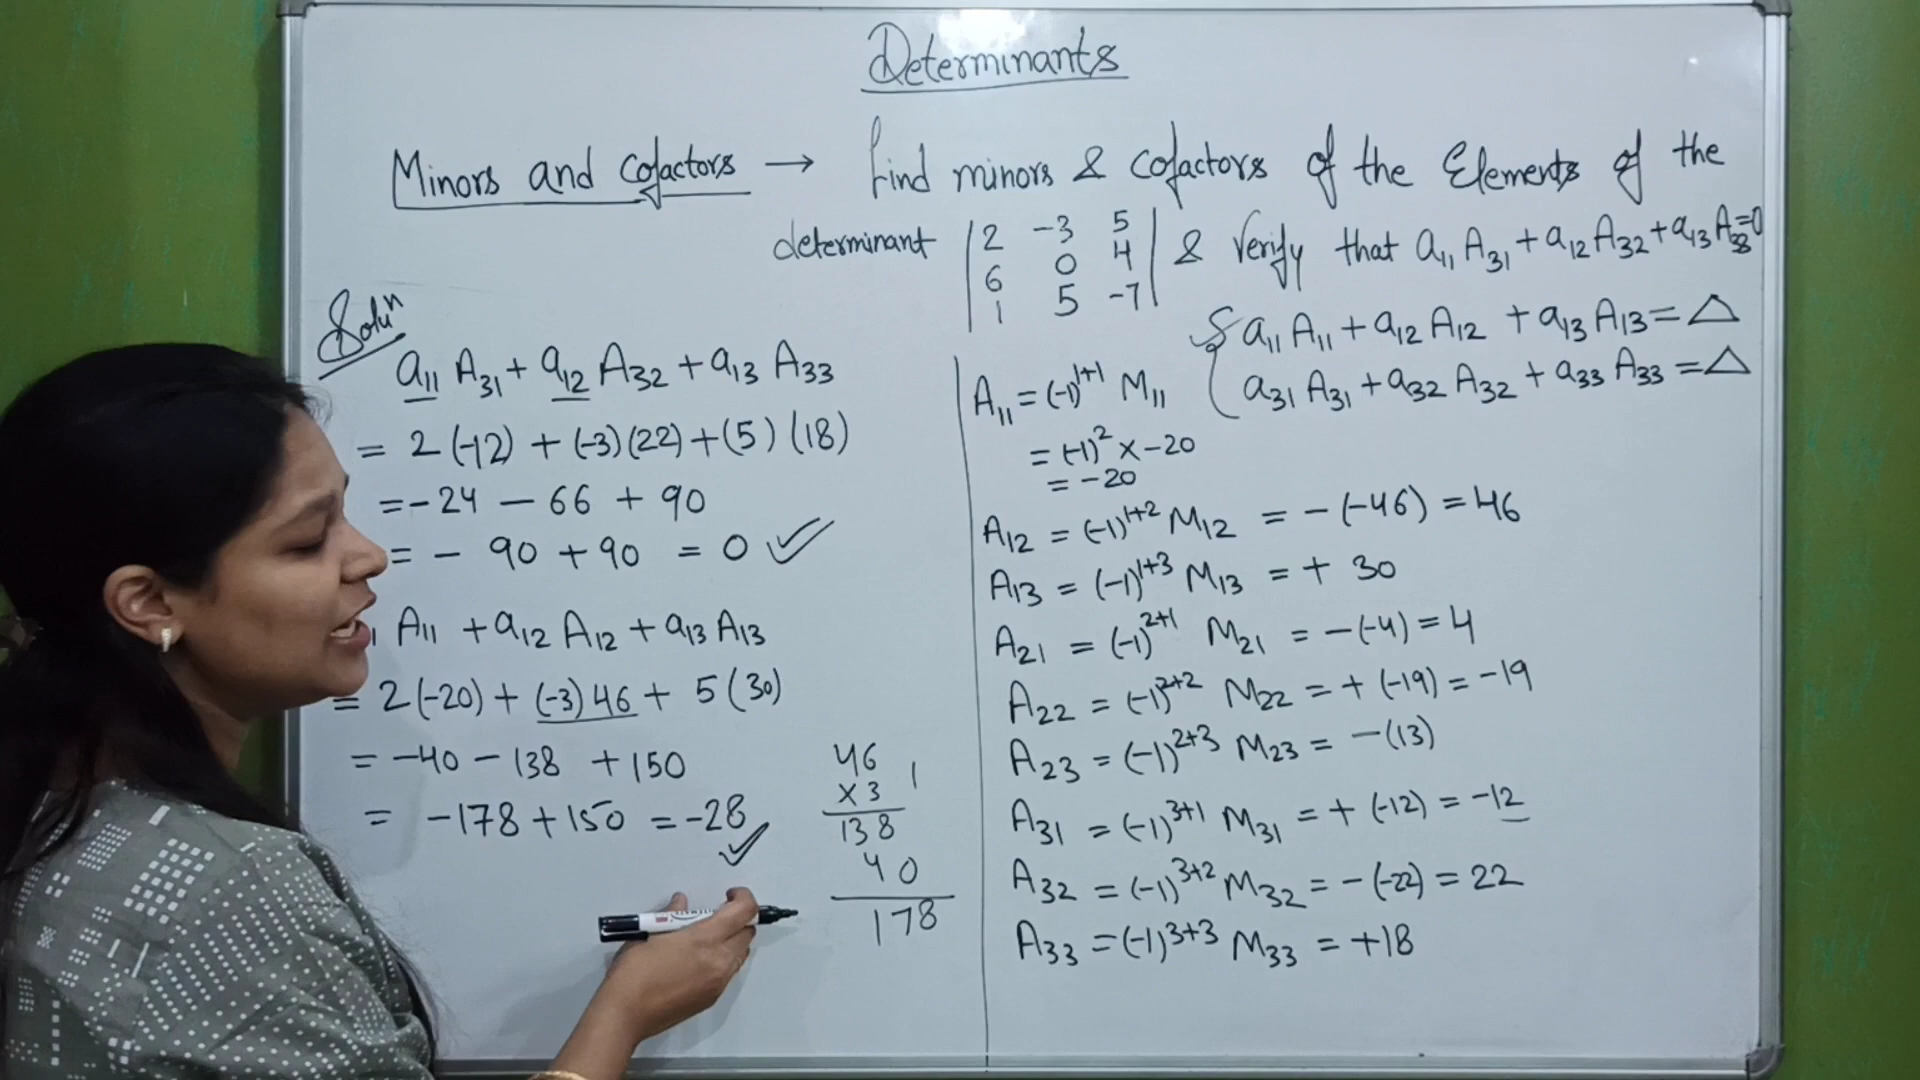 Determinants
Minors and Cofactors → Find minors & Cofactors of the Elements of the
determinant | 2 -3 5 | & Verify that a₁₁A₃₁ + a₁₂A₃₂ + a₁₃A₃₃ = 0
6 0 4
1 5 -7
Soluⁿ
a₁₁ A₃₁ + a₁₂ A₃₂ + a₁₃ A₃₃
= 2 (-12) + (-3)(22) + (5)(18)
= -24 - 66 + 90
= - 90 + 90 = 0 ✓
A₁₁ + a₁₂ A₁₂ + a₁₃ A₁₃
= 2(-20) + (-3)46 + 5(30)
= -40 - 138 + 150
= -178 + 150 = -28 ✓
46
×3 1
138
40
178
a₁₁ A₁₁ + a₁₂ A₁₂ + a₁₃ A₁₃ = △
a₃₁ A₃₁ + a₃₂ A₃₂ + a₃₃ A₃₃ = △
A₁₁ = (-1)¹⁺¹ M₁₁
= (-1)² × -20
= -20
A₁₂ = (-1)¹⁺² M₁₂ = - (-46) = 46
A₁₃ = (-1)¹⁺³ M₁₃ = + 30
A₂₁ = (-1)²⁺¹ M₂₁ = -(-4) = 4
A₂₂ = (-1)²⁺² M₂₂ = + (-19) = -19
A₂₃ = (-1)²⁺³ M₂₃ = -(13)
A₃₁ = (-1)³⁺¹ M₃₁ = + (-12) = -12
A₃₂ = (-1)³⁺² M₃₂ = - (-22) = 22
A₃₃ = (-1)³⁺³ M₃₃ = +18